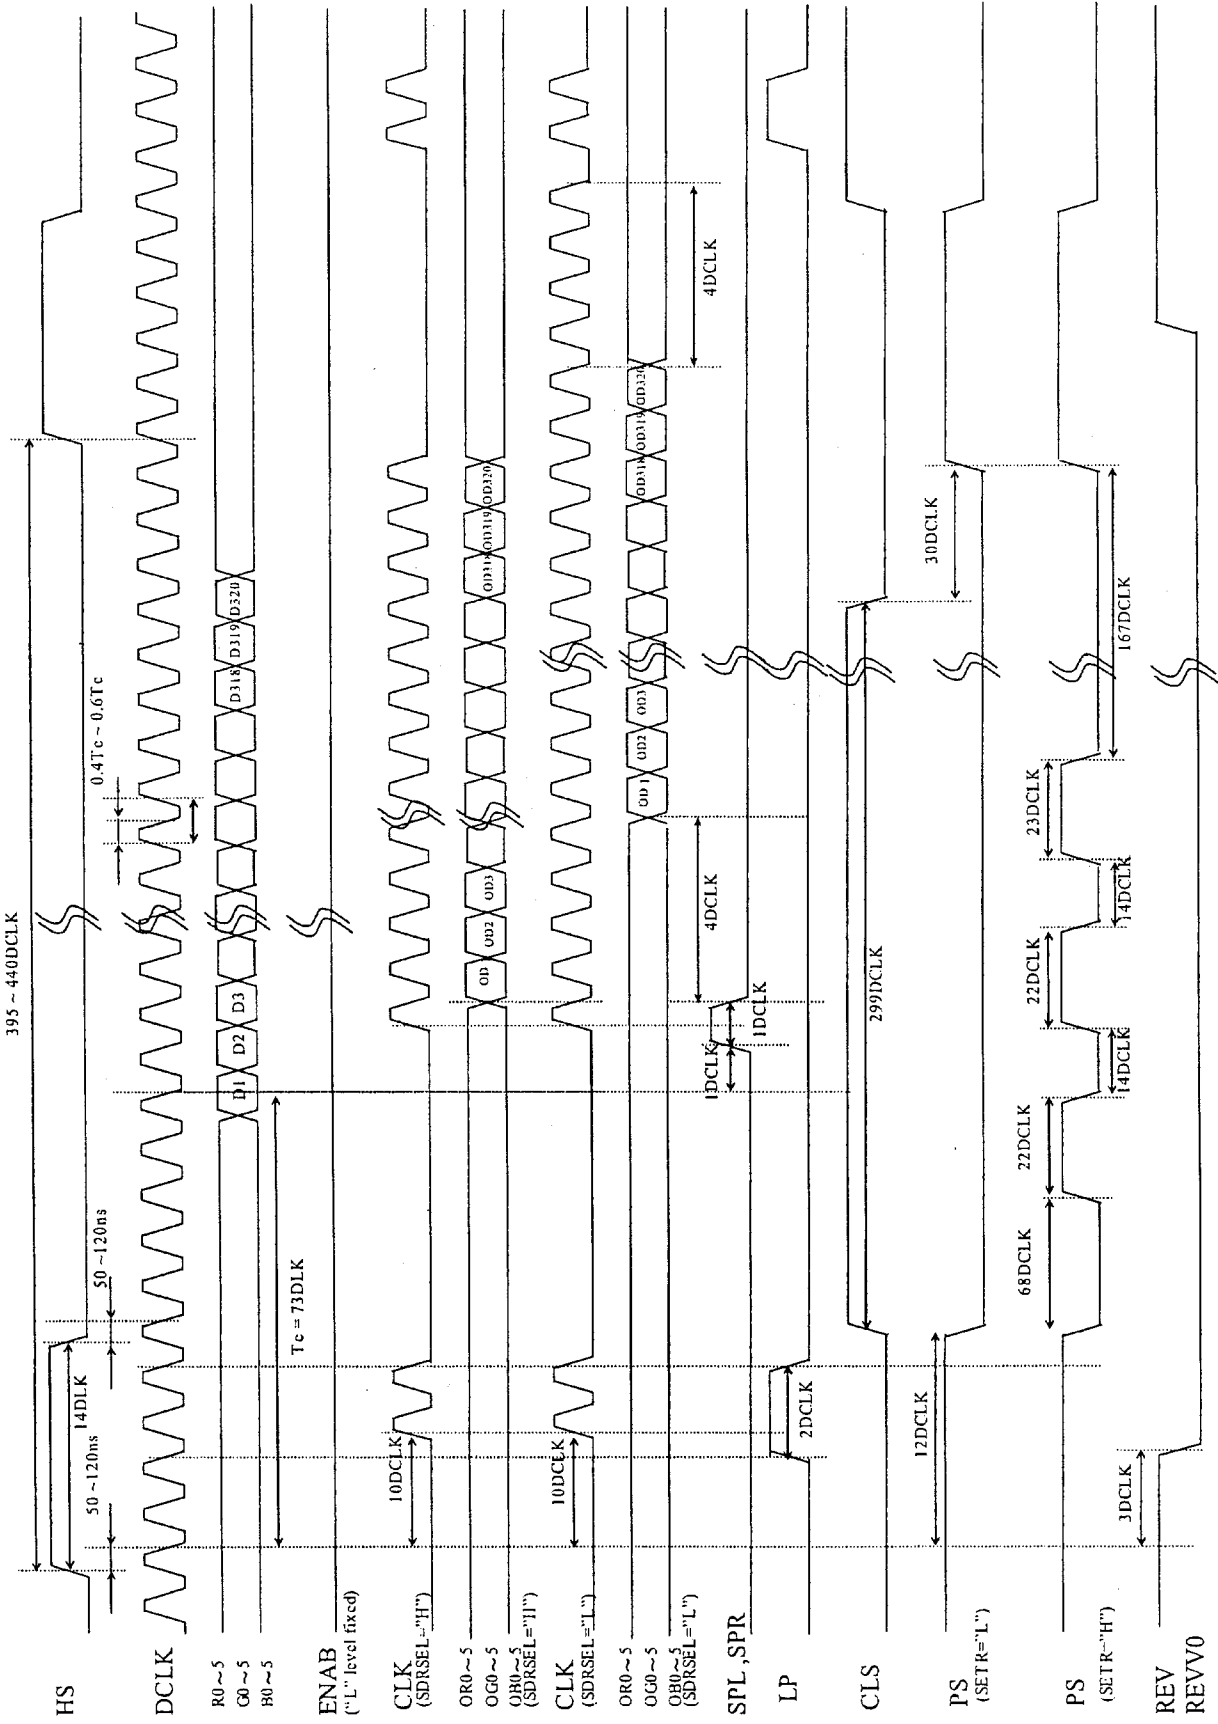 HS
395 ~ 440DCLK
14DLK
50 ~120ns
50 ~120ns
DCLK
0.4Tc ~ 0.6Tc
R0~5
G0~5
B0~5
D1
D2
D3
D318
D319
D320
Tc = 73DLK
ENAB
("L" level fixed)
CLK
(SDRSEL="H")
10DCLK
OR0~5
OG0~5
OB0~5
(SDRSEL="H")
OD
OD2
OD3
OD318
OD319
OD320
CLK
(SDRSEL="L")
10DCLK
OR0~5
OG0~5
OB0~5
(SDRSEL="L")
OD1
OD2
OD3
OD318
OD319
OD320
4DCLK
4DCLK
SPL ,SPR
1DCLK
1DCLK
LP
2DCLK
CLS
299DCLK
PS
(SETR="L")
12DCLK
30DCLK
PS
(SETR="H")
68DCLK
22DCLK
14DCLK
22DCLK
14DCLK
23DCLK
167DCLK
REV
REVV0
3DCLK